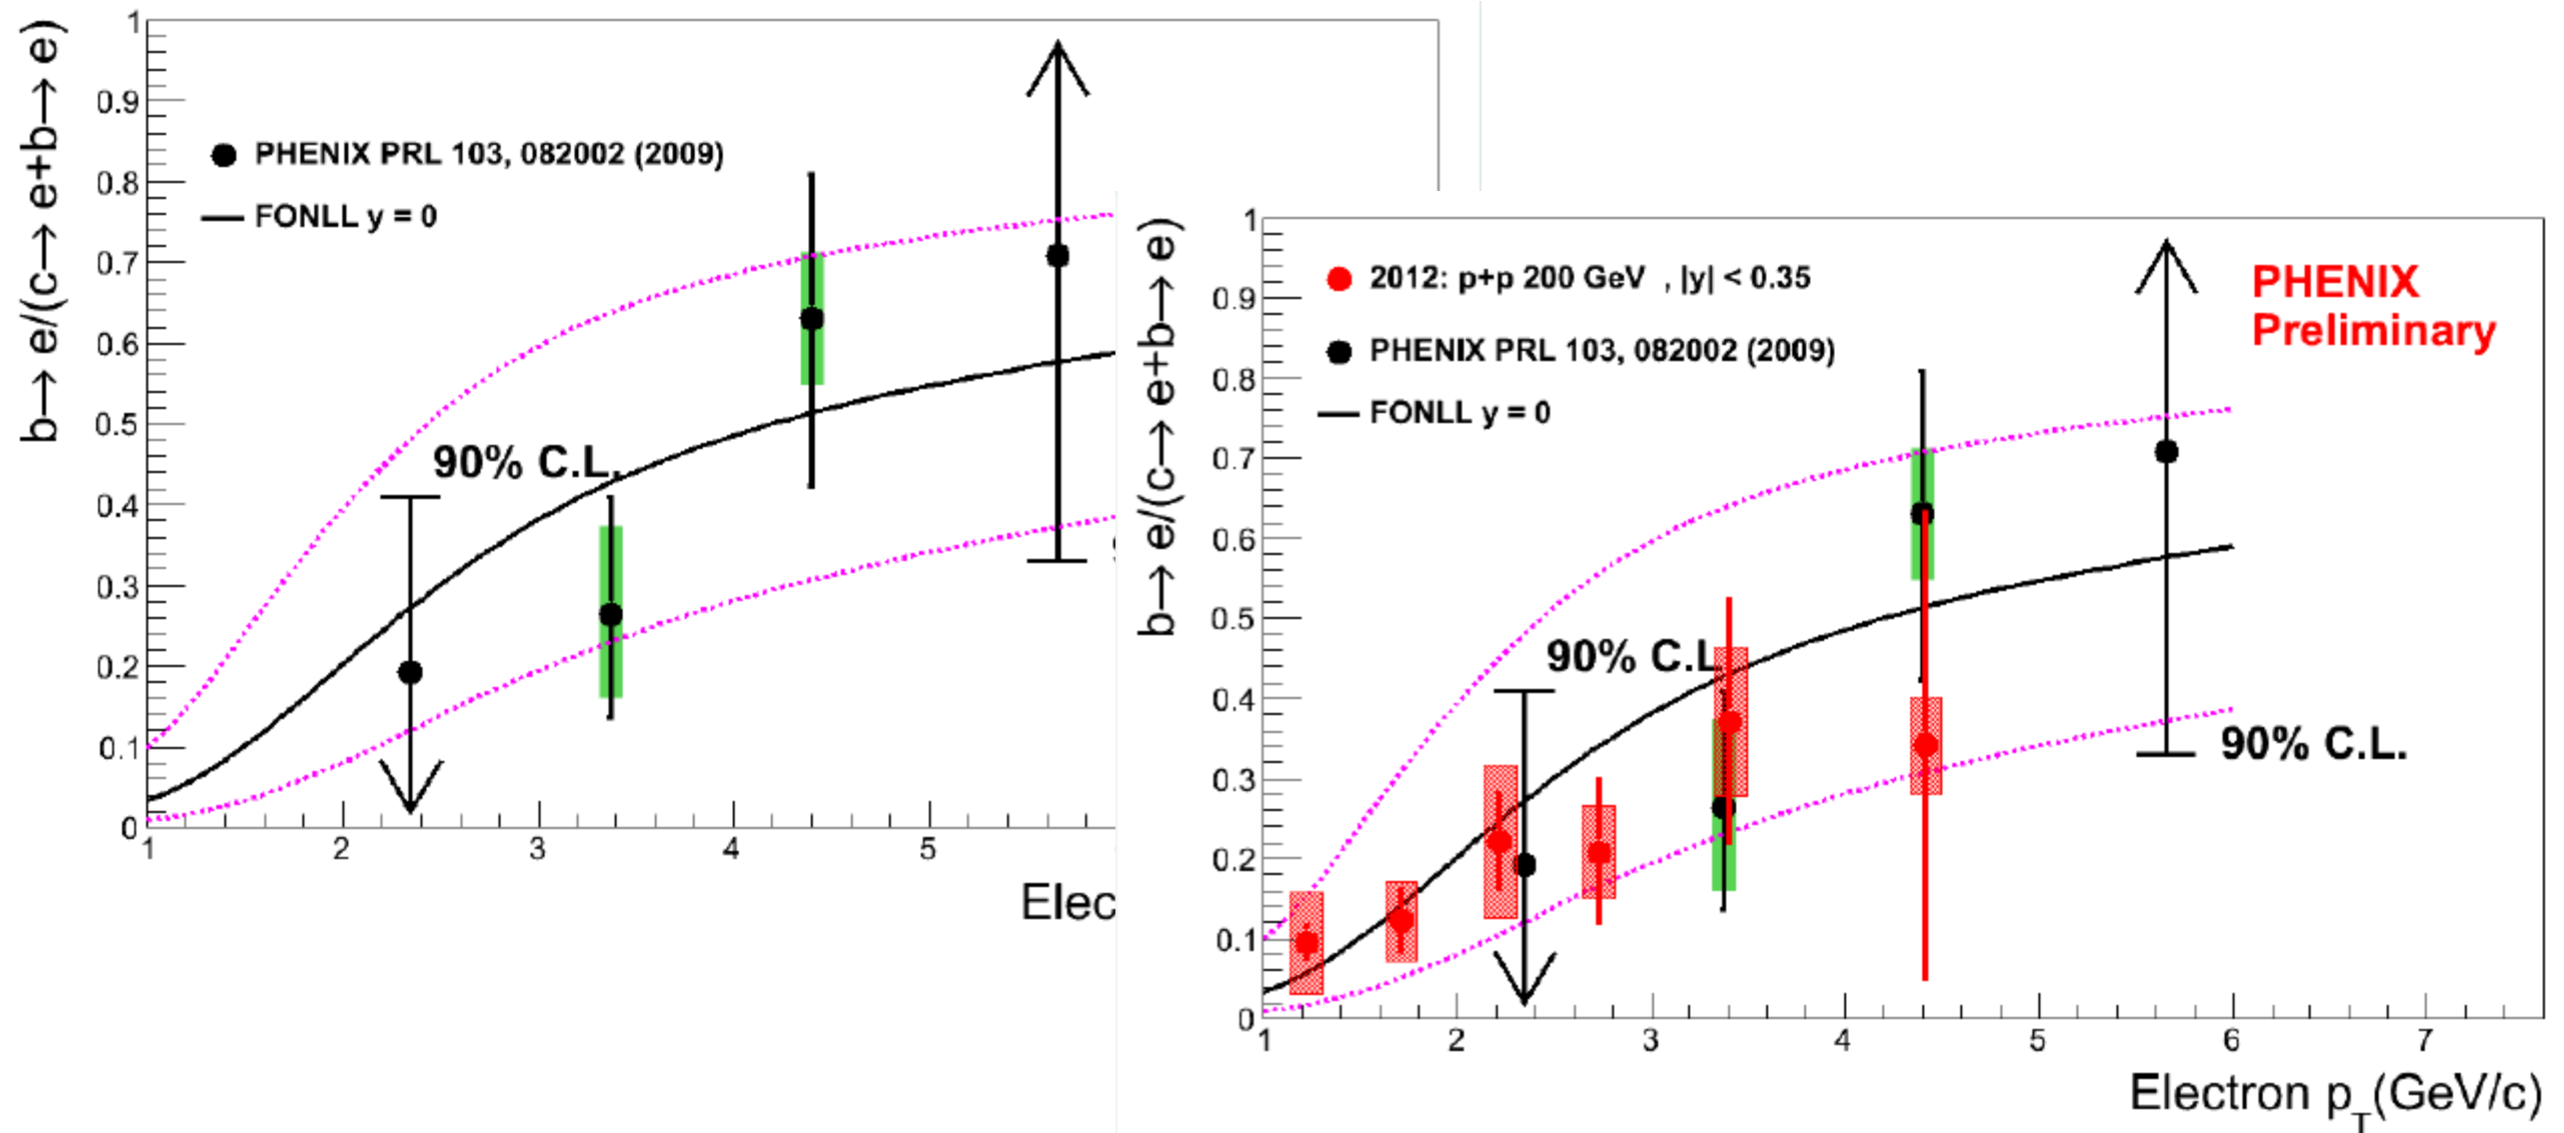 b→ e/(c→ e+b→ e)
1
0.9
0.8
0.7
0.6
0.5
0.4
0.3
0.2
0.1
0
PHENIX PRL 103, 082002 (2009)
FONLL y = 0
90% C.L.
1 2 3 4 5
Elec
b→ e/(c→ e+b→ e)
1
0.9
0.8
0.7
0.6
0.5
0.4
0.3
0.2
0.1
0
2012: p+p 200 GeV , |y| < 0.35
PHENIX PRL 103, 082002 (2009)
FONLL y = 0
PHENIX
Preliminary
90% C.L
90% C.L.
1 2 3 4 5 6 7
Electron p_T(GeV/c)